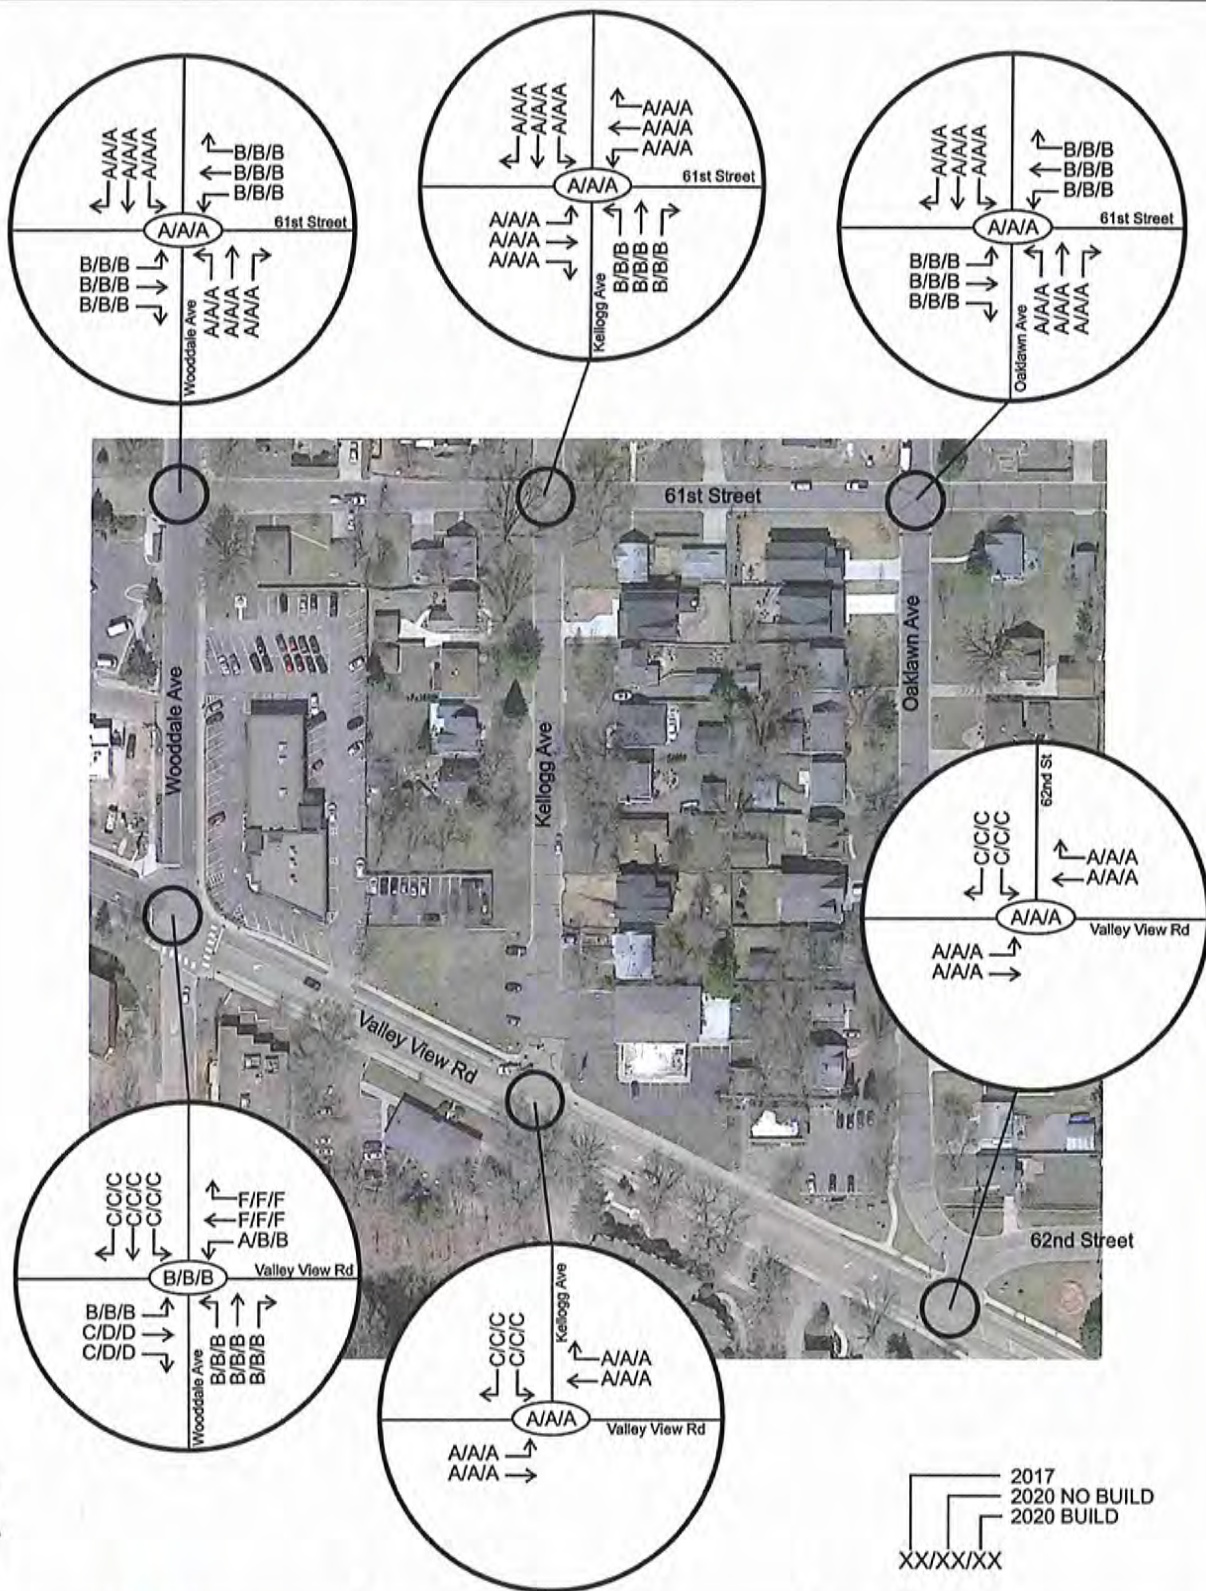 A/A/A
A/A/A
A/A/A
B/B/B
B/B/B
B/B/B
A/A/A
61st Street
B/B/B
B/B/B
B/B/B
A/A/A
A/A/A
A/A/A
Wooddale Ave
A/A/A
A/A/A
A/A/A
A/A/A
A/A/A
A/A/A
A/A/A
61st Street
A/A/A
A/A/A
A/A/A
B/B/B
B/B/B
B/B/B
Kellogg Ave
A/A/A
A/A/A
A/A/A
B/B/B
B/B/B
B/B/B
A/A/A
61st Street
B/B/B
B/B/B
B/B/B
A/A/A
A/A/A
A/A/A
Oaklawn Ave
61st Street
Wooddale Ave
Kellogg Ave
Oaklawn Ave
Valley View Rd
62nd Street
62nd St
C/C/C
C/C/C
A/A/A
A/A/A
A/A/A
Valley View Rd
A/A/A
A/A/A
C/C/C
C/C/C
C/C/C
F/F/F
F/F/F
A/B/B
B/B/B
Valley View Rd
B/B/B
C/D/D
C/D/D
B/B/B
B/B/B
B/B/B
Wooddale Ave
Kellogg Ave
C/C/C
C/C/C
A/A/A
A/A/A
A/A/A
Valley View Rd
A/A/A
A/A/A
2017
2020 NO BUILD
2020 BUILD
XX/XX/XX